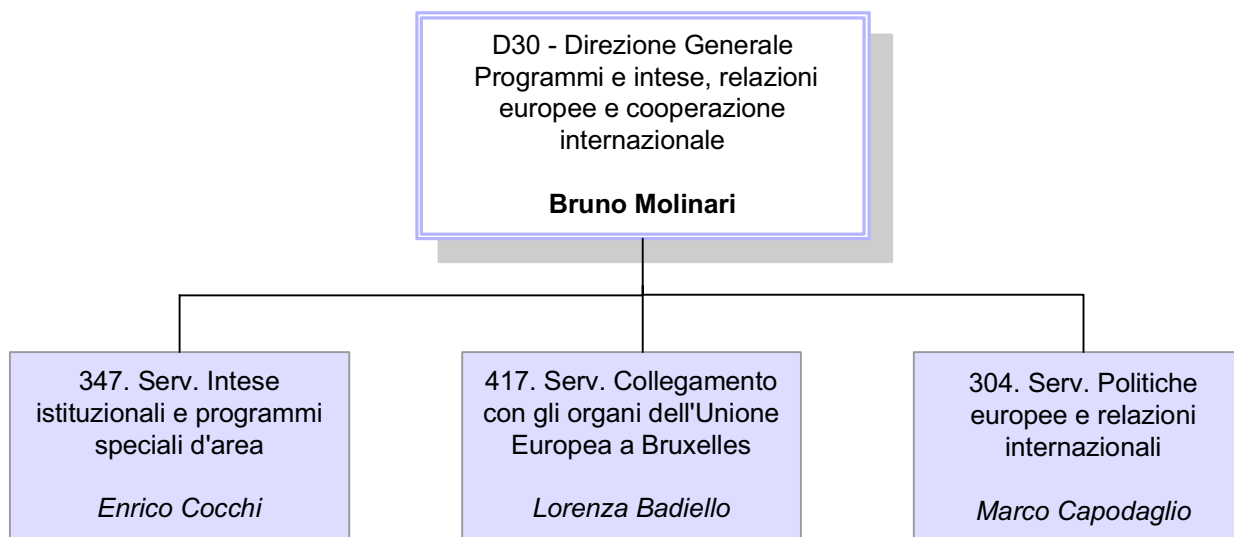 D30 - Direzione Generale
Programmi e intese, relazioni
europee e cooperazione
internazionale
Bruno Molinari
347. Serv. Intese
istituzionali e programmi
speciali d'area
Enrico Cocchi
417. Serv. Collegamento
con gli organi dell'Unione
Europea a Bruxelles
Lorenza Badiello
304. Serv. Politiche
europee e relazioni
internazionali
Marco Capodaglio